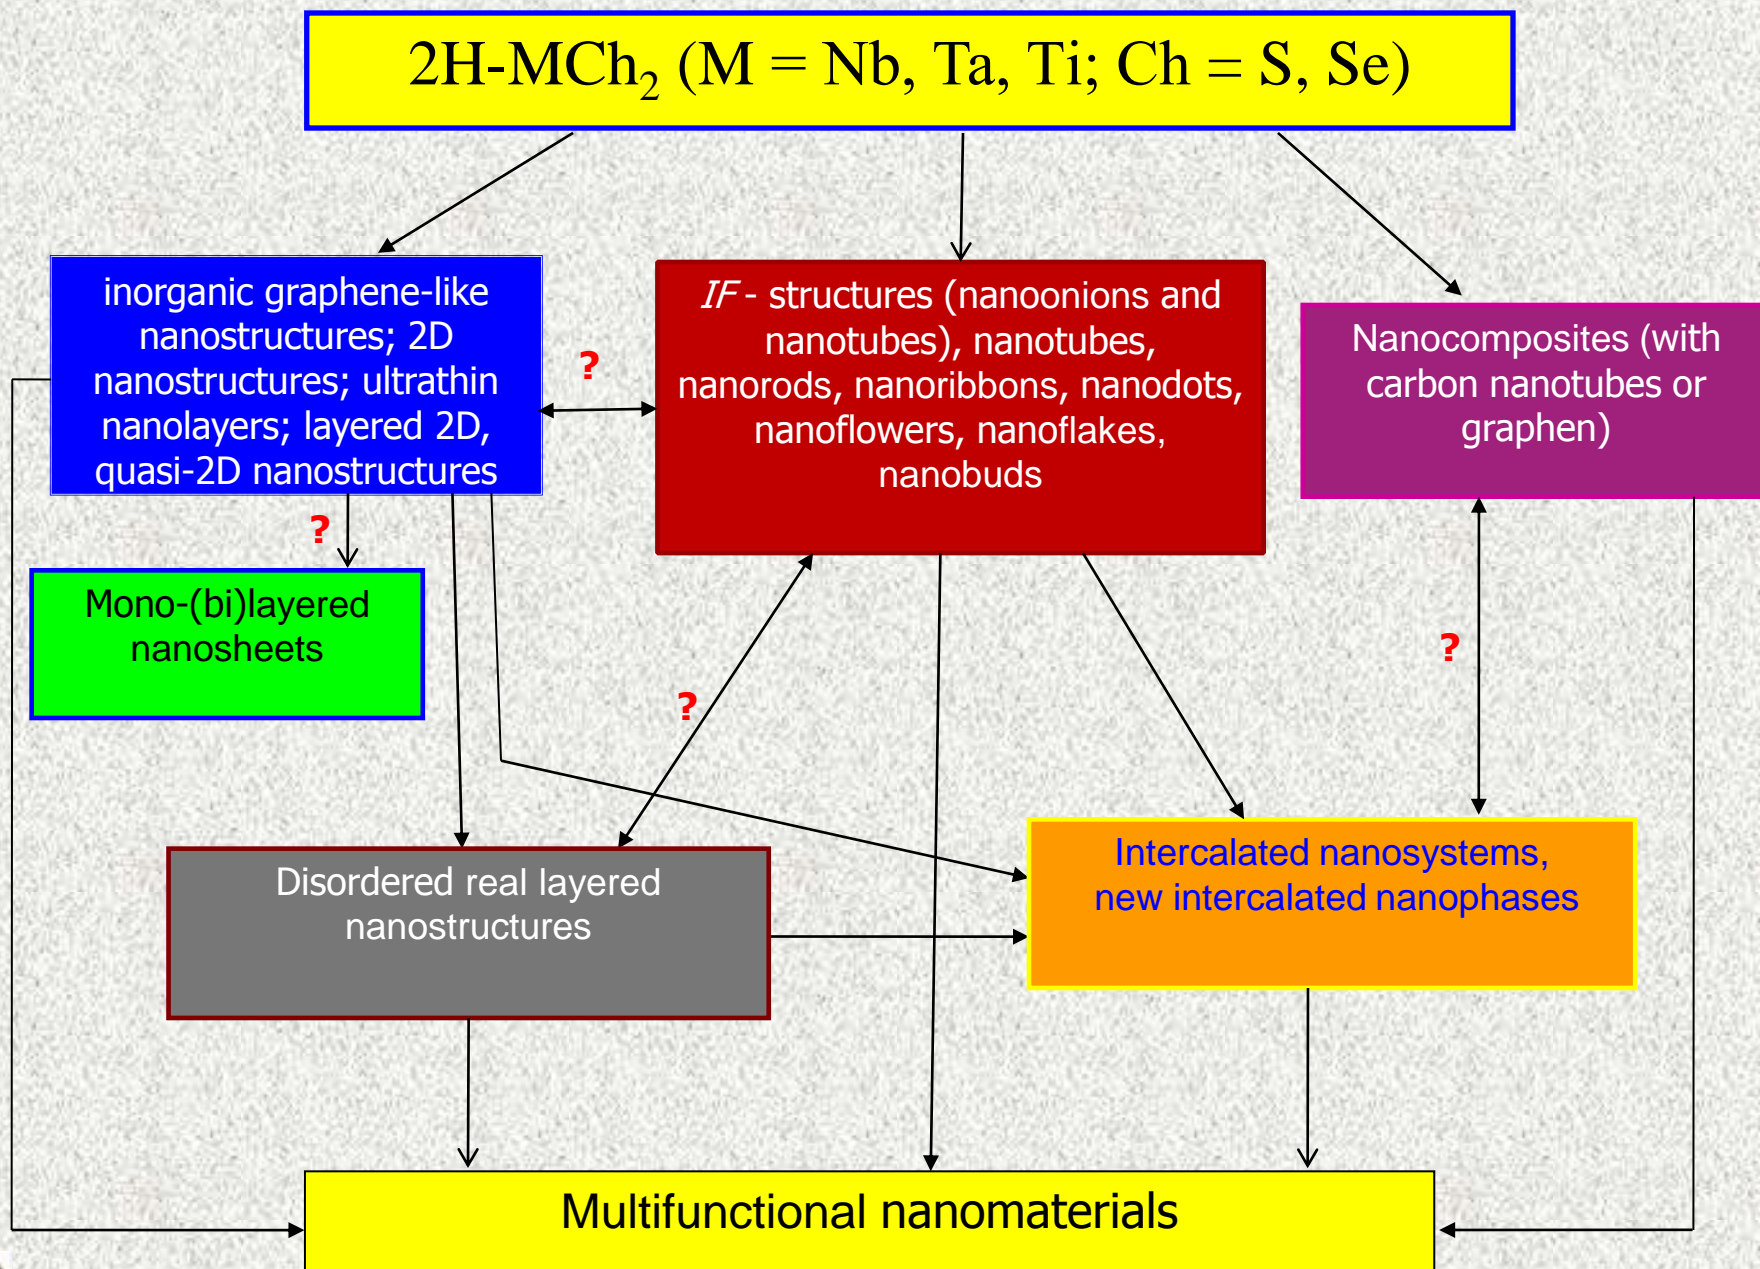 2H-MCh₂ (M = Nb, Ta, Ti; Ch = S, Se)
inorganic graphene-like
nanostructures; 2D
nanostructures; ultrathin
nanolayers; layered 2D,
quasi-2D nanostructures
?
IF - structures (nanoonions and
nanotubes), nanotubes,
nanorods, nanoribbons, nanodots,
nanoflowers, nanoflakes,
nanobuds
Nanocomposites (with
carbon nanotubes or
graphen)
?
Mono-(bi)layered
nanosheets
?
?
Disordered real layered
nanostructures
Intercalated nanosystems,
new intercalated nanophases
Multifunctional nanomaterials